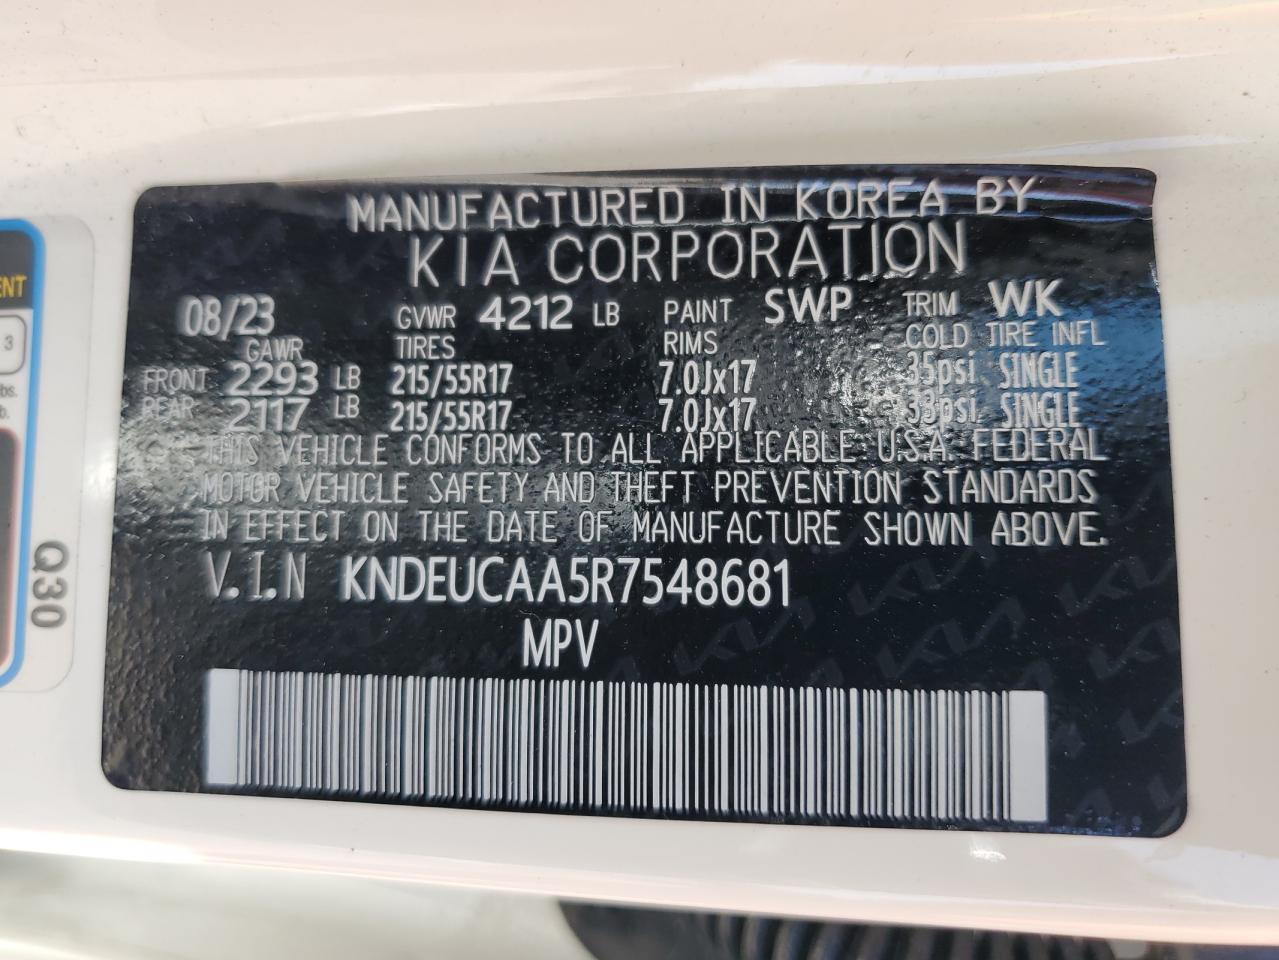 MANUFACTURED IN KOREA BY
KIA CORPORATION
08/23 GVWR 4212 LB PAINT SWP TRIM WK
GAWR TIRES RIMS COLD TIRE INFL
FRONT 2293 LB 215/55R17 7.0Jx17 35psi SINGLE
REAR 2117 LB 215/55R17 7.0Jx17 33psi SINGLE
THIS VEHICLE CONFORMS TO ALL APPLICABLE U.S.A. FEDERAL
MOTOR VEHICLE SAFETY AND THEFT PREVENTION STANDARDS
IN EFFECT ON THE DATE OF MANUFACTURE SHOWN ABOVE.
V.I.N KNDEUCAA5R7548681
MPV
3
Q30